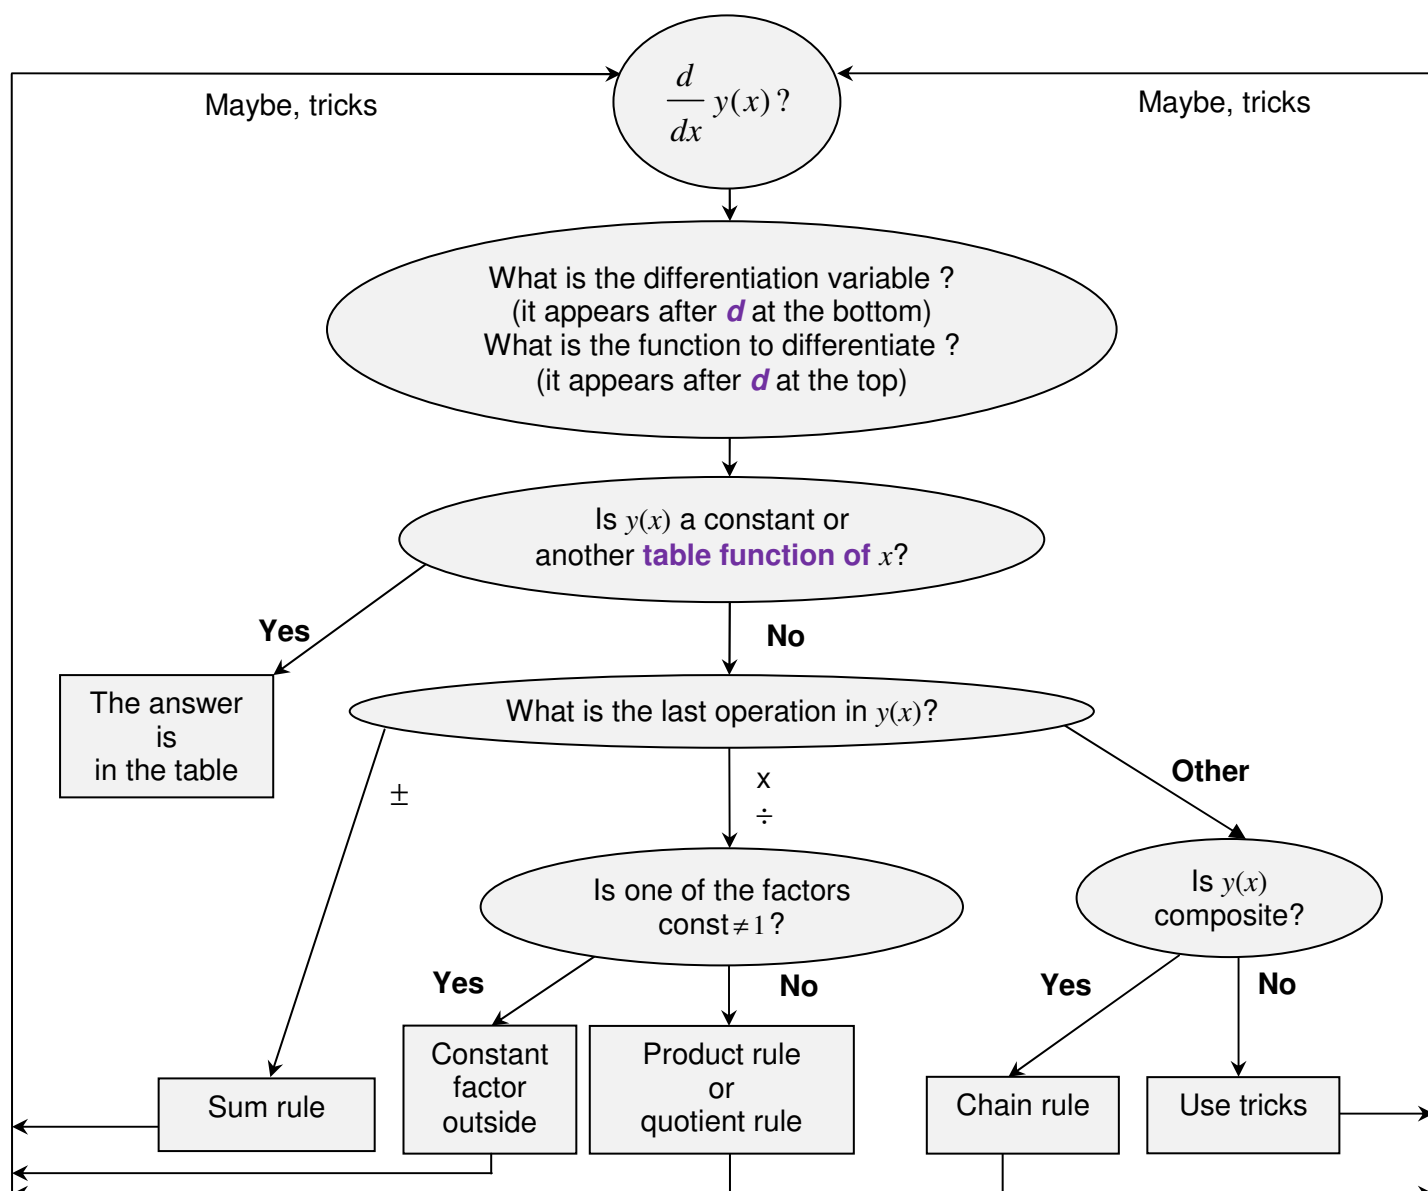 d
dx
y(x) ?
Maybe, tricks
Maybe, tricks
What is the differentiation variable ?
(it appears after d at the bottom)
What is the function to differentiate ?
(it appears after d at the top)
Is y(x) a constant or
another table function of x?
Yes
No
The answer
is
in the table
What is the last operation in y(x)?
±
x
÷
Other
Is one of the factors
const≠1?
Is y(x)
composite?
Yes
No
Yes
No
Sum rule
Constant
factor
outside
Product rule
or
quotient rule
Chain rule
Use tricks